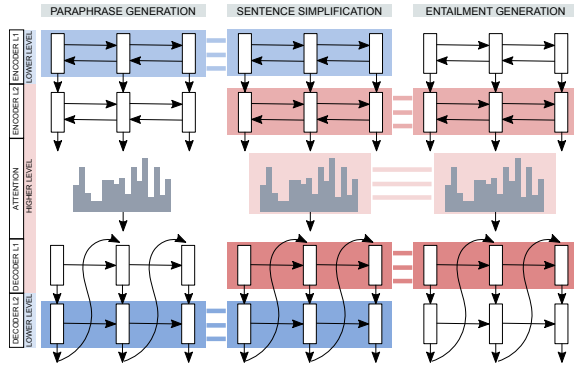 PARAPHRASE GENERATION
SENTENCE SIMPLIFICATION
ENTAILMENT GENERATION
ENCODER L1
LOWER LEVEL
ENCODER L2
ATTENTION
HIGHER LEVEL
DECODER L1
DECODER L2
LOWER LEVEL